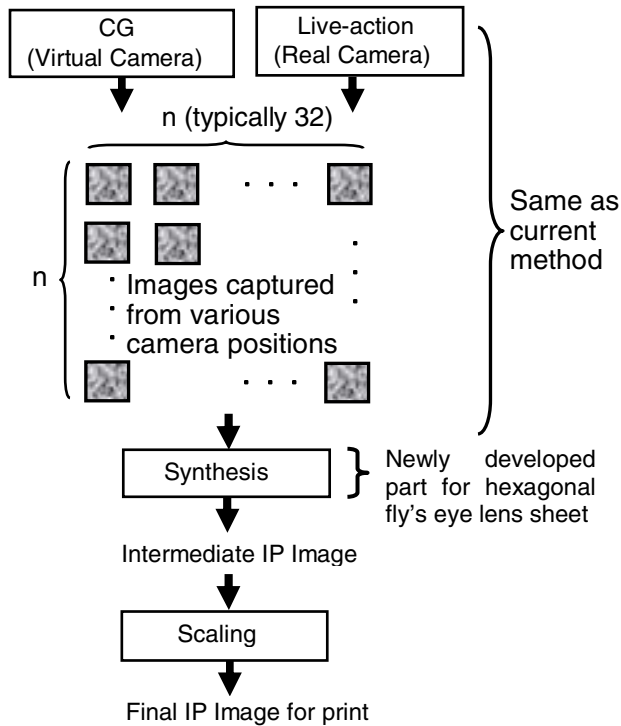 CG
(Virtual Camera)
Live-action
(Real Camera)
n (typically 32)
n
Images captured
from various
camera positions
Same as
current
method
Synthesis
Newly developed
part for hexagonal
fly's eye lens sheet
Intermediate IP Image
Scaling
Final IP Image for print